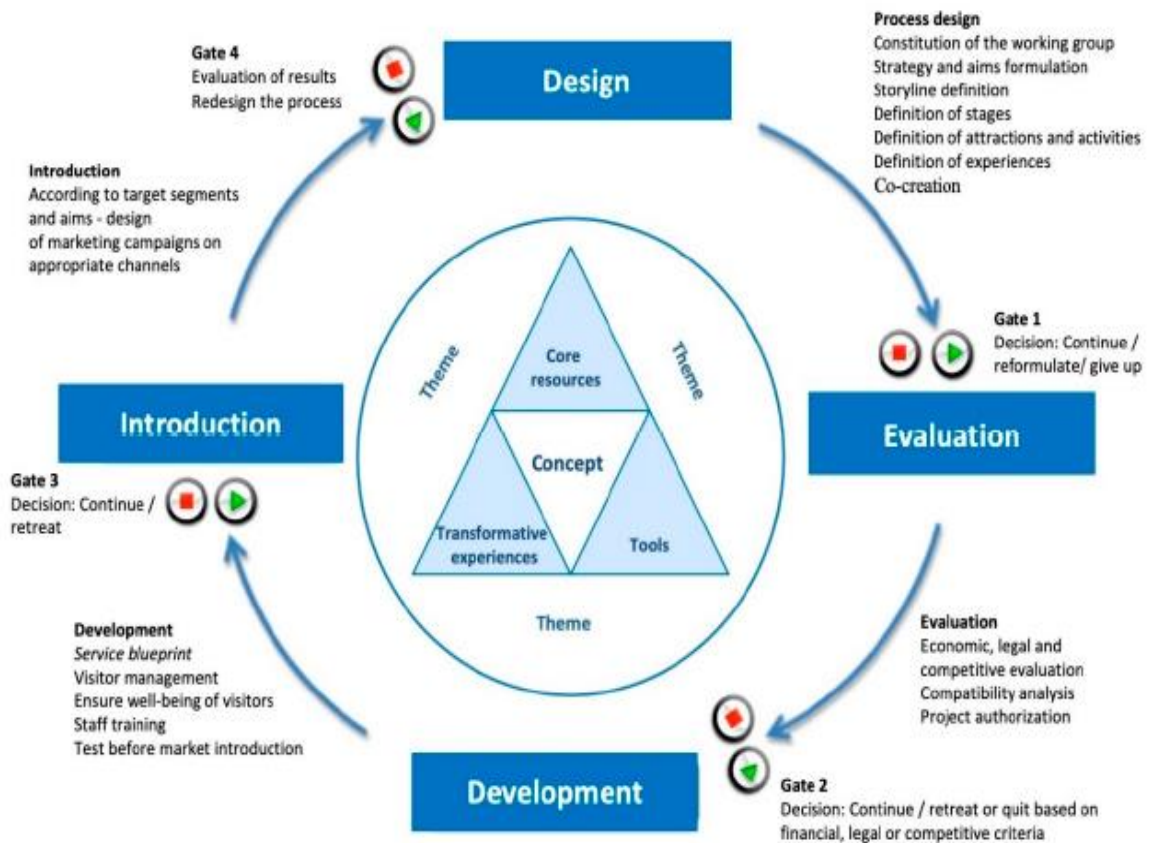 Gate 4
Evaluation of results
Redesign the process
Design
Process design
Constitution of the working group
Strategy and aims formulation
Storyline definition
Definition of stages
Definition of attractions and activities
Definition of experiences
Co-creation
Introduction
According to target segments
and aims - design
of marketing campaigns on
appropriate channels
Gate 1
Decision: Continue /
reformulate/ give up
Theme
Theme
Core
resources
Introduction
Concept
Evaluation
Gate 3
Decision: Continue /
retreat
Transformative
experiences
Tools
Theme
Development
Service blueprint
Visitor management
Ensure well-being of visitors
Staff training
Test before market introduction
Evaluation
Economic, legal and
competitive evaluation
Compatibility analysis
Project authorization
Development
Gate 2
Decision: Continue / retreat or quit based on
financial, legal or competitive criteria